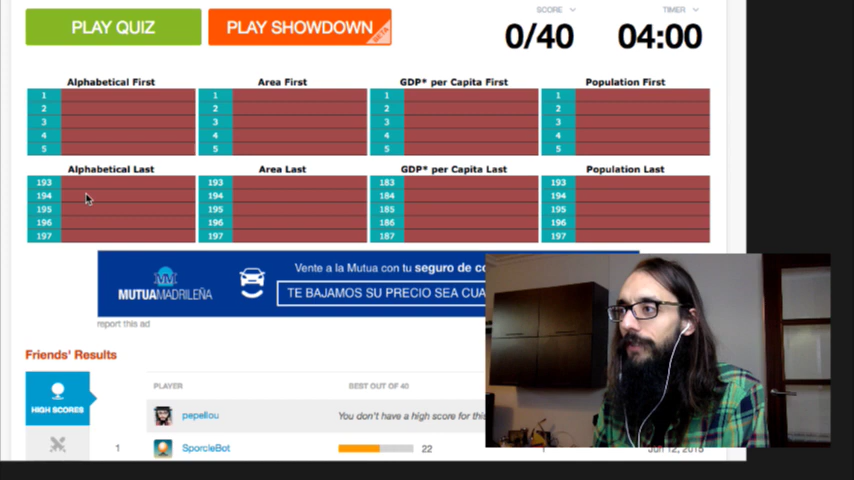 PLAY QUIZ
PLAY SHOWDOWN
BETA
SCORE
0/40
TIMER
04:00
Alphabetical First
Area First
GDP* per Capita First
Population First
1 1 1 1
2 2 2 2
3 3 3 3
4 4 4 4
5 5 5 5
Alphabetical Last
Area Last
GDP* per Capita Last
Population Last
193 193 183 193
194 194 184 194
195 195 185 195
196 196 186 196
197 197 187 197
MUTUAMADRILEÑA
Vente a la Mutua con tu seguro de
TE BAJAMOS SU PRECIO SEA
report this ad
Friends' Results
HIGH SCORES
PLAYER
BEST OUT OF 40
pepellou
You don't have a high score for this
1 SporcleBot 22